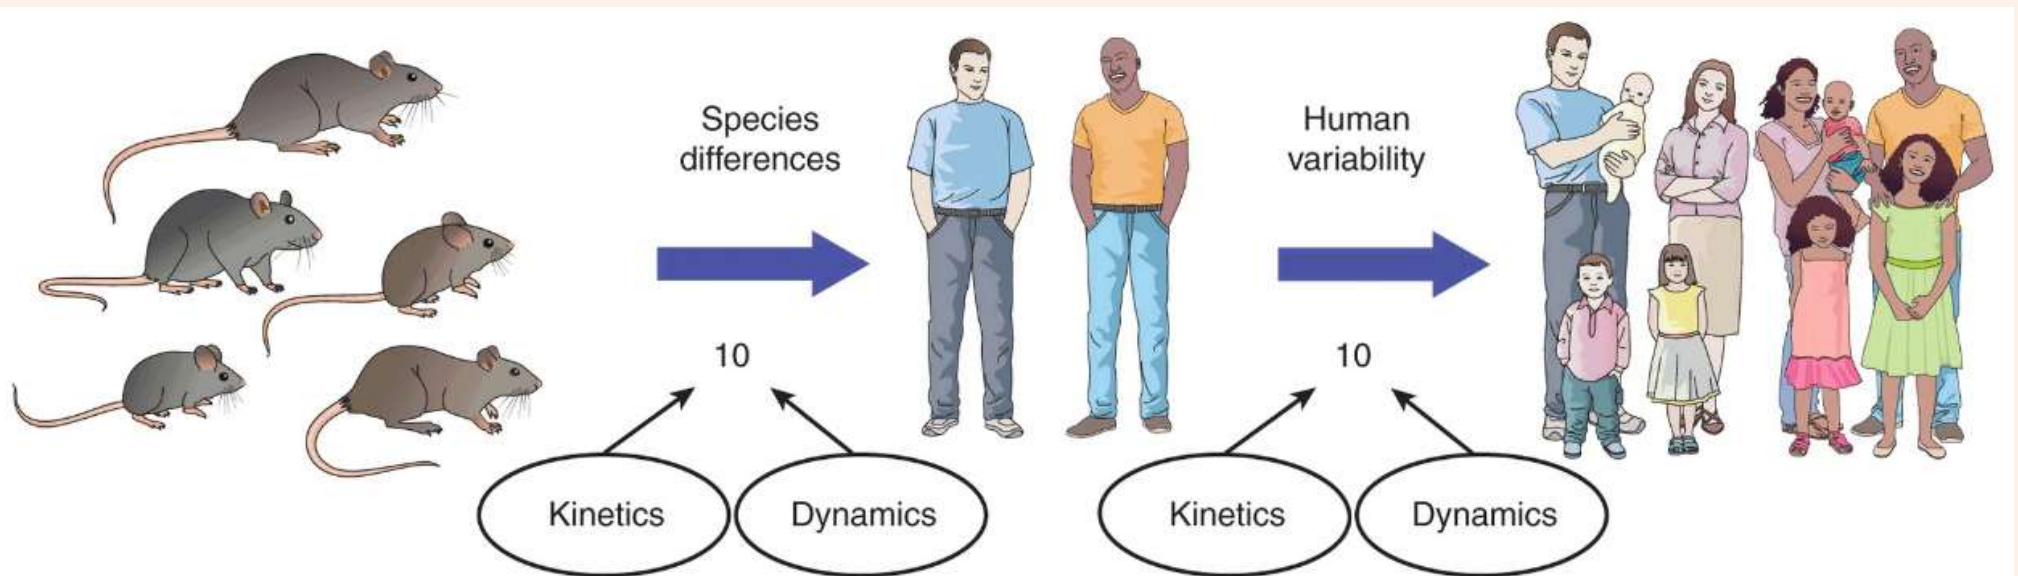 Species
differences
10
Kinetics
Dynamics
Human
variability
10
Kinetics
Dynamics